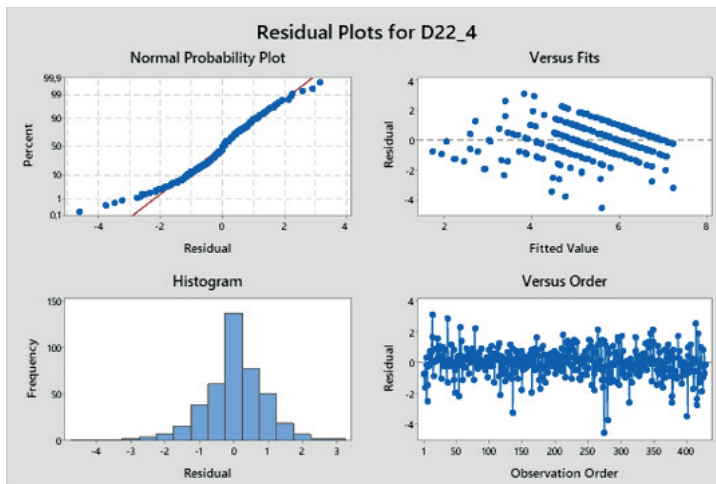 Residual Plots for D22_4
Normal Probability Plot
Versus Fits
99,9
99
90
50
10
1
0,1
Percent
-4 -2 0 2 4
Residual
4
2
0
-2
-4
Residual
2 4 6 8
Fitted Value
Histogram
Versus Order
150
100
50
0
Frequency
-4 -3 -2 -1 0 1 2 3
Residual
4
2
0
-2
-4
Residual
1 50 100 150 200 250 300 350 400
Observation Order